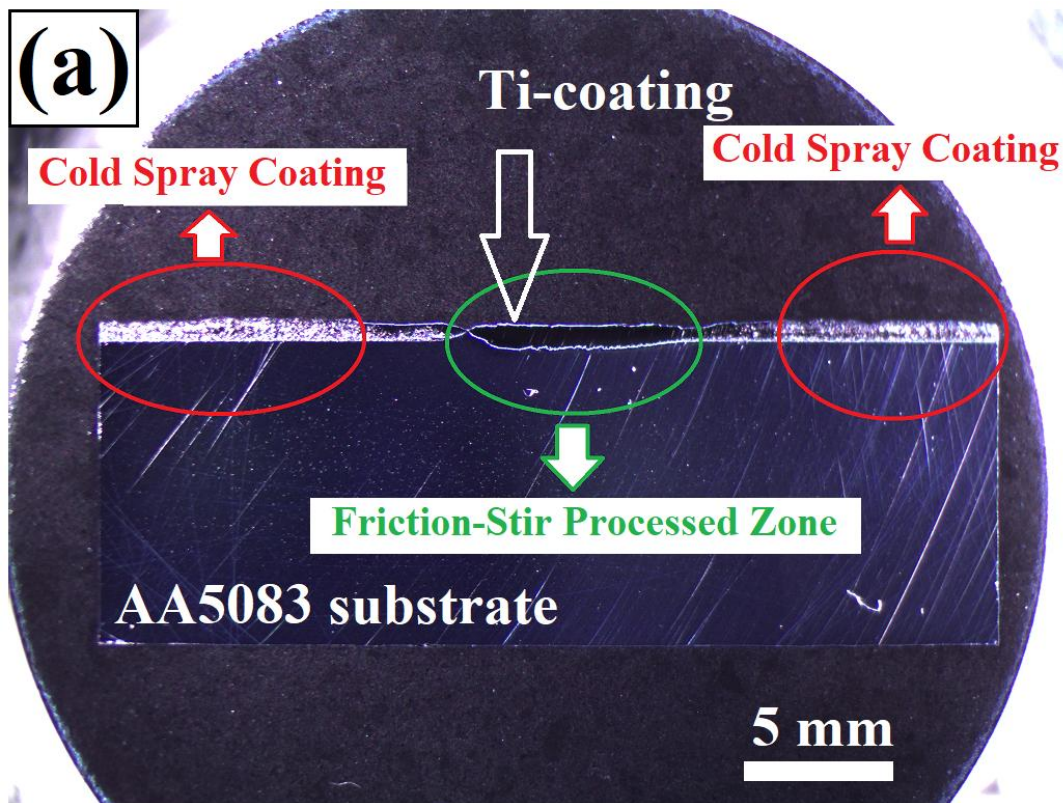 (a)
Ti-coating
Cold Spray Coating
Cold Spray Coating
Friction-Stir Processed Zone
AA5083 substrate
5 mm